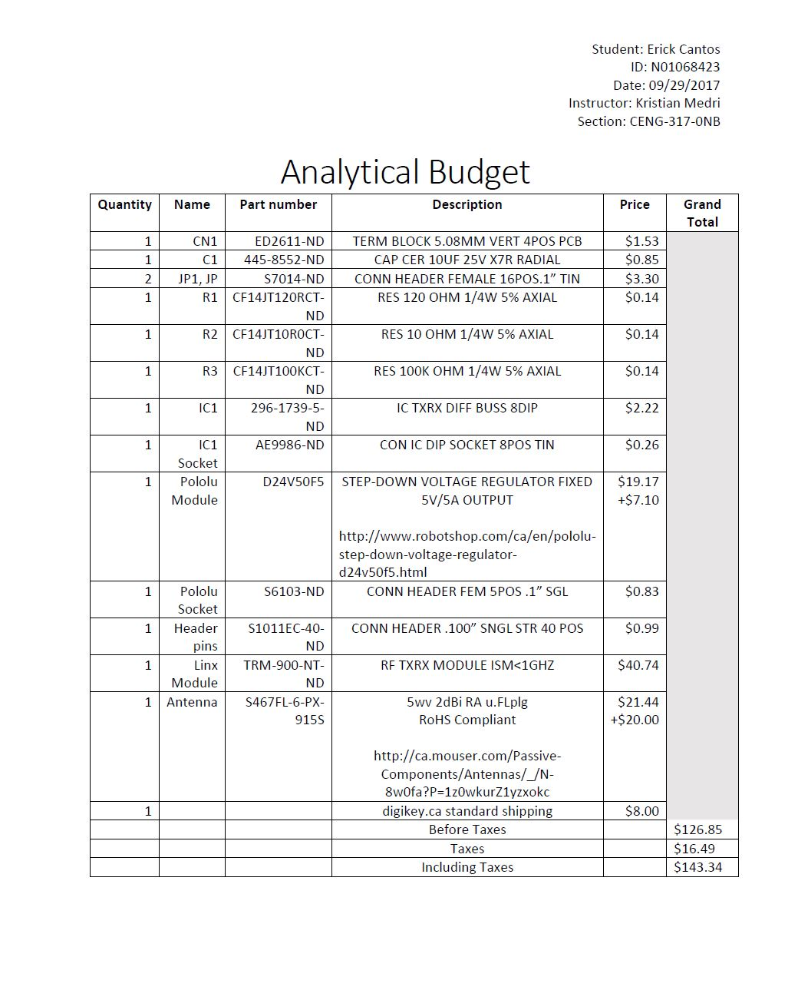 Student: Erick Cantos
ID: N01068423
Date: 09/29/2017
Instructor: Kristian Medri
Section: CENG-317-0NB
Analytical Budget
Quantity Name Part number Description Price Grand Total
1 CN1 ED2611-ND TERM BLOCK 5.08MM VERT 4POS PCB $1.53
1 C1 445-8552-ND CAP CER 10UF 25V X7R RADIAL $0.85
2 JP1, JP S7014-ND CONN HEADER FEMALE 16POS.1” TIN $3.30
1 R1 CF14JT120RCT-ND RES 120 OHM 1/4W 5% AXIAL $0.14
1 R2 CF14JT10R0CT-ND RES 10 OHM 1/4W 5% AXIAL $0.14
1 R3 CF14JT100KCT-ND RES 100K OHM 1/4W 5% AXIAL $0.14
1 IC1 296-1739-5-ND IC TXRX DIFF BUSS 8DIP $2.22
1 IC1 Socket AE9986-ND CON IC DIP SOCKET 8POS TIN $0.26
1 Pololu D24V50F5 STEP-DOWN VOLTAGE REGULATOR FIXED $19.17
Module 5V/5A OUTPUT +$7.10
http://www.robotshop.com/ca/en/pololu-
step-down-voltage-regulator-
d24v50f5.html
1 Pololu Socket S6103-ND CONN HEADER FEM 5POS .1” SGL $0.83
1 Header pins S1011EC-40-ND CONN HEADER .100” SNGL STR 40 POS $0.99
1 Linx Module TRM-900-NT-ND RF TXRX MODULE ISM<1GHZ $40.74
1 Antenna S467FL-6-PX- 5wv 2dBi RA u.FLplg $21.44
915S RoHS Compliant +$20.00
http://ca.mouser.com/Passive-
Components/Antennas/_/N-
8w0fa?P=1z0wkurZ1yzxokc
1 digikey.ca standard shipping $8.00
Before Taxes $126.85
Taxes $16.49
Including Taxes $143.34